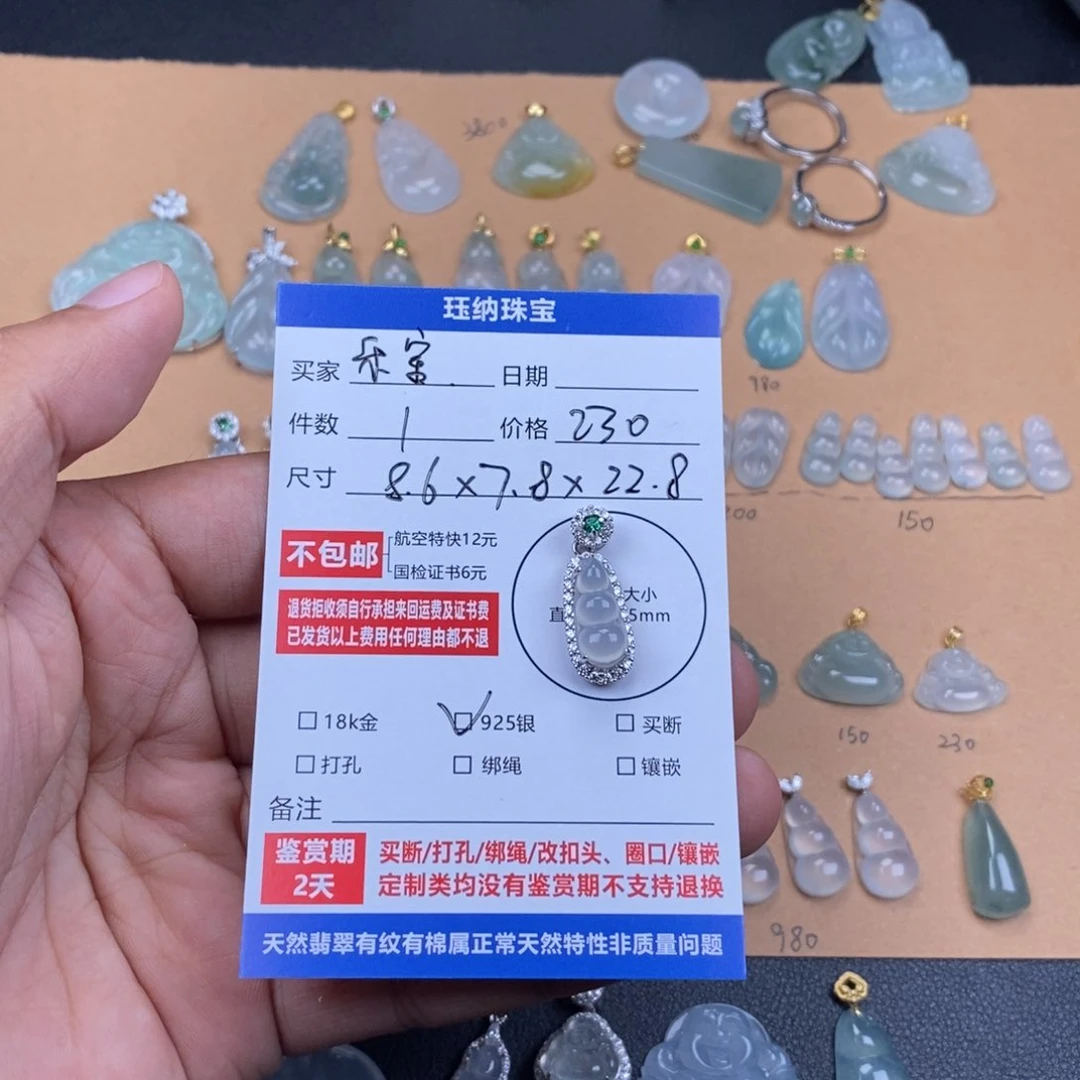 3800
珏纳珠宝
买家 乐宝 日期
件数 1 价格 230
尺寸 8.6×7.8×22.8
不包邮 航空特快12元
国检证书6元
退货拒收须自行承担来回运费及证书费
已发货以上费用任何理由都不退
大小
直 5mm
□ 18k金 ☑ 925银 □ 买断
□ 打孔 □ 绑绳 □ 镶嵌
备注
鉴赏期
2天
买断/打孔/绑绳/改扣头、圈口/镶嵌
定制类均没有鉴赏期不支持退换
天然翡翠有纹有棉属正常天然特性非质量问题
980
150
150
230
980